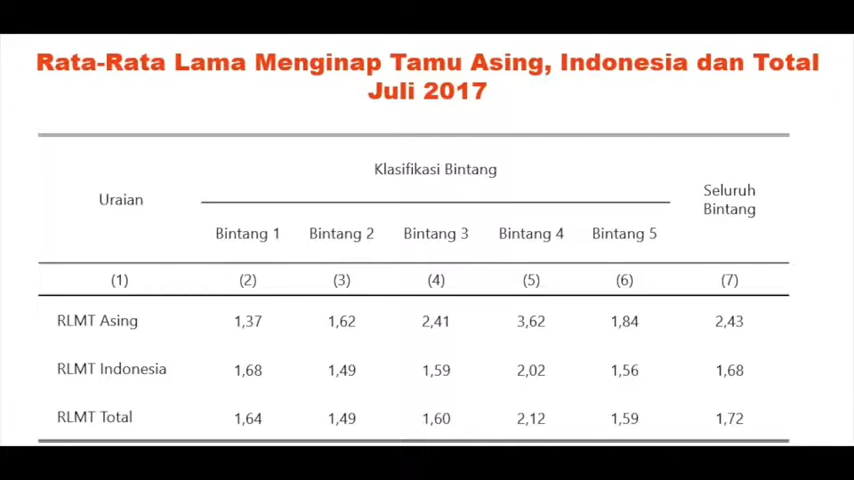 Rata-Rata Lama Menginap Tamu Asing, Indonesia dan Total
Juli 2017
Uraian
Klasifikasi Bintang
Seluruh
Bintang
Bintang 1 Bintang 2 Bintang 3 Bintang 4 Bintang 5
(1) (2) (3) (4) (5) (6) (7)
RLMT Asing 1,37 1,62 2,41 3,62 1,84 2,43
RLMT Indonesia 1,68 1,49 1,59 2,02 1,56 1,68
RLMT Total 1,64 1,49 1,60 2,12 1,59 1,72